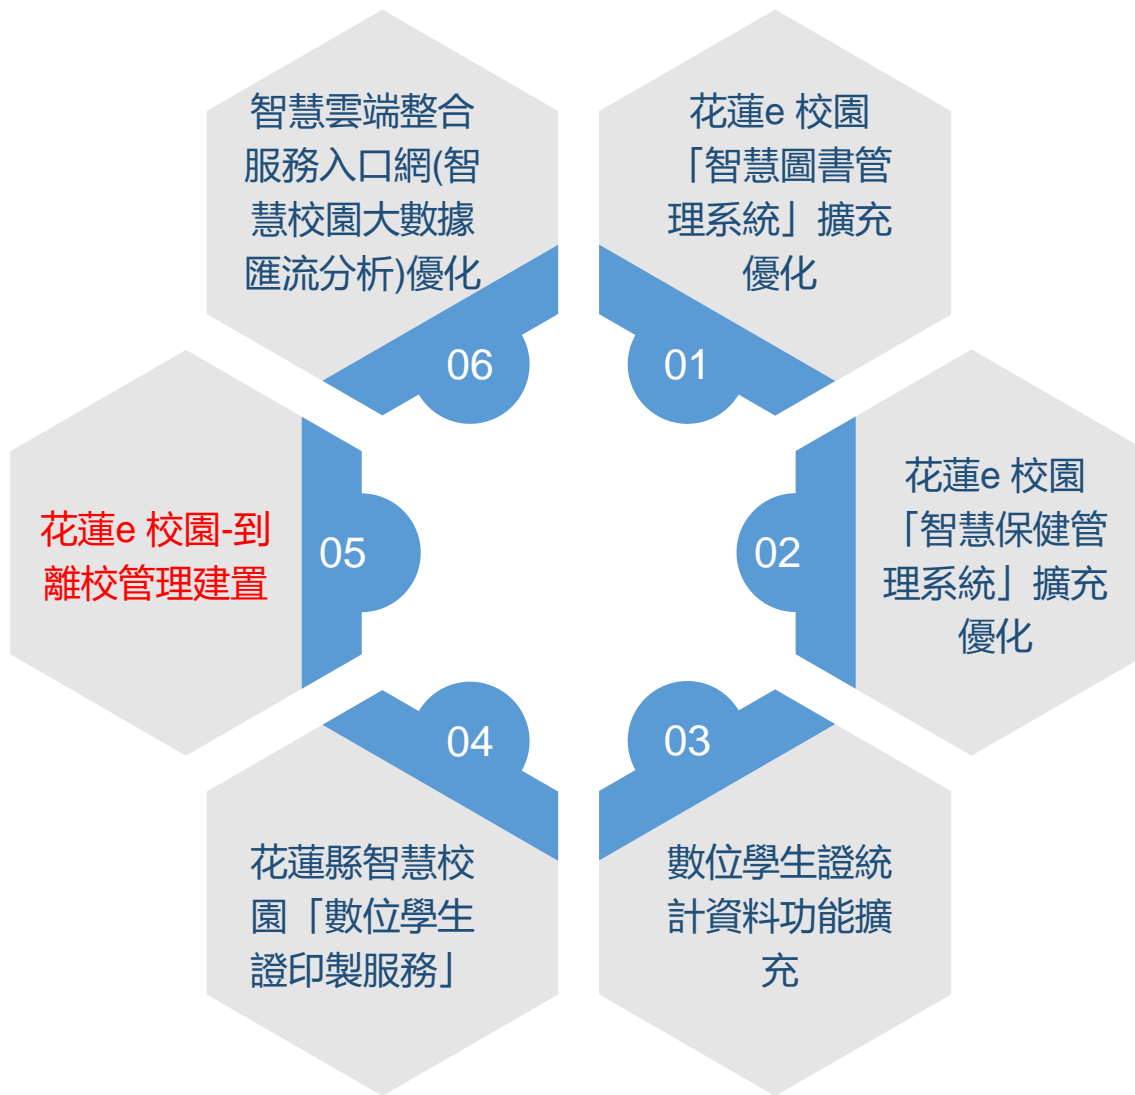 智慧雲端整合
服務入口網(智
慧校園大數據
匯流分析)優化
06
花蓮e 校園
「智慧圖書管
理系統」擴充
優化
01
花蓮e 校園-到
離校管理建置
05
花蓮e 校園
「智慧保健管
理系統」擴充
優化
02
花蓮縣智慧校
園「數位學生
證印製服務」
04
數位學生證統
計資料功能擴
充
03